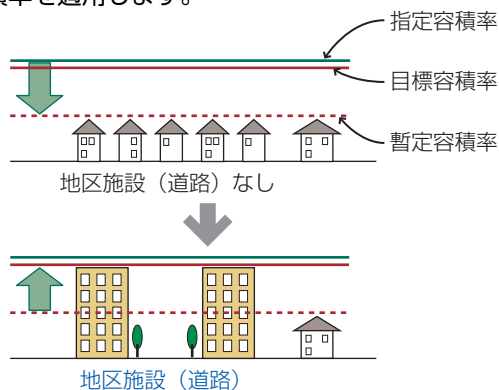 積率を適用します。
指定容積率
目標容積率
暫定容積率
地区施設（道路）なし
地区施設（道路）